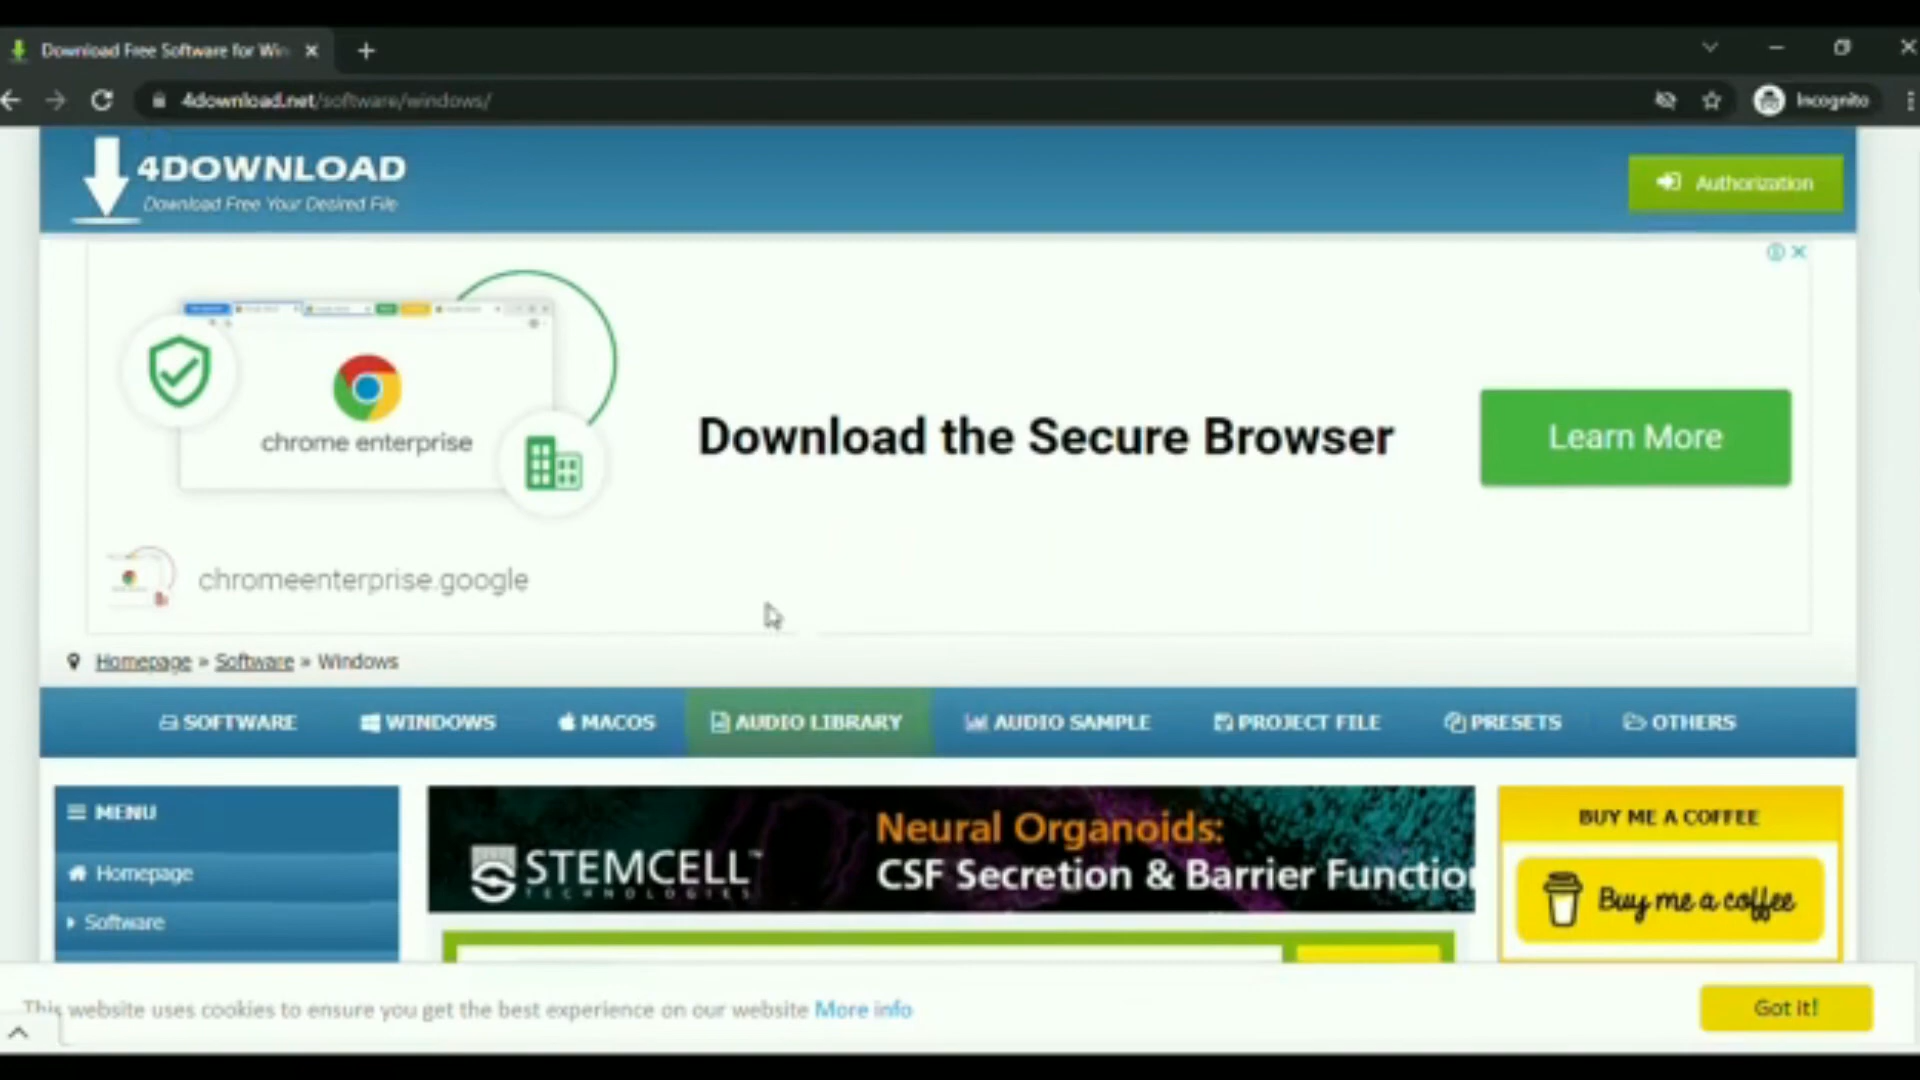 Download Free Software for Win
4download.net/software/windows/
Incognito
4DOWNLOAD
Download Free Your Desired File
Authorization
chrome enterprise
Download the Secure Browser
Learn More
chromeenterprise.google
Homepage » Software » Windows
SOFTWARE
WINDOWS
MACOS
AUDIO LIBRARY
AUDIO SAMPLE
PROJECT FILE
PRESETS
OTHERS
MENU
Homepage
Software
STEMCELL™
TECHNOLOGIES
Neural Organoids:
CSF Secretion & Barrier Function
BUY ME A COFFEE
Buy me a coffee
This website uses cookies to ensure you get the best experience on our website More info
Got it!